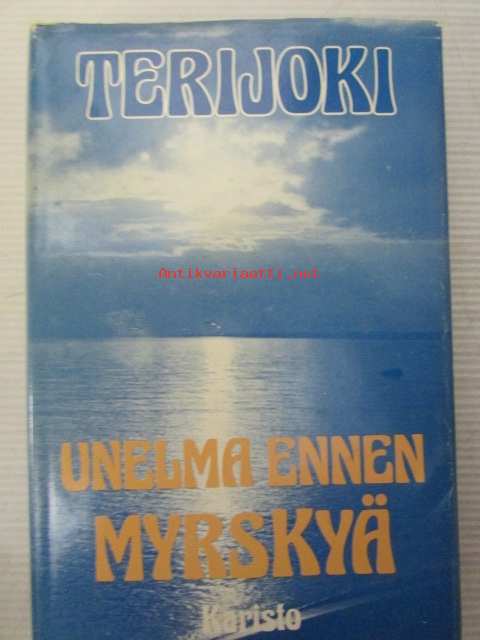 TERIJOKI
Antikvariaatti.net
UNELMA ENNEN
MYRSKYÄ
Karisto